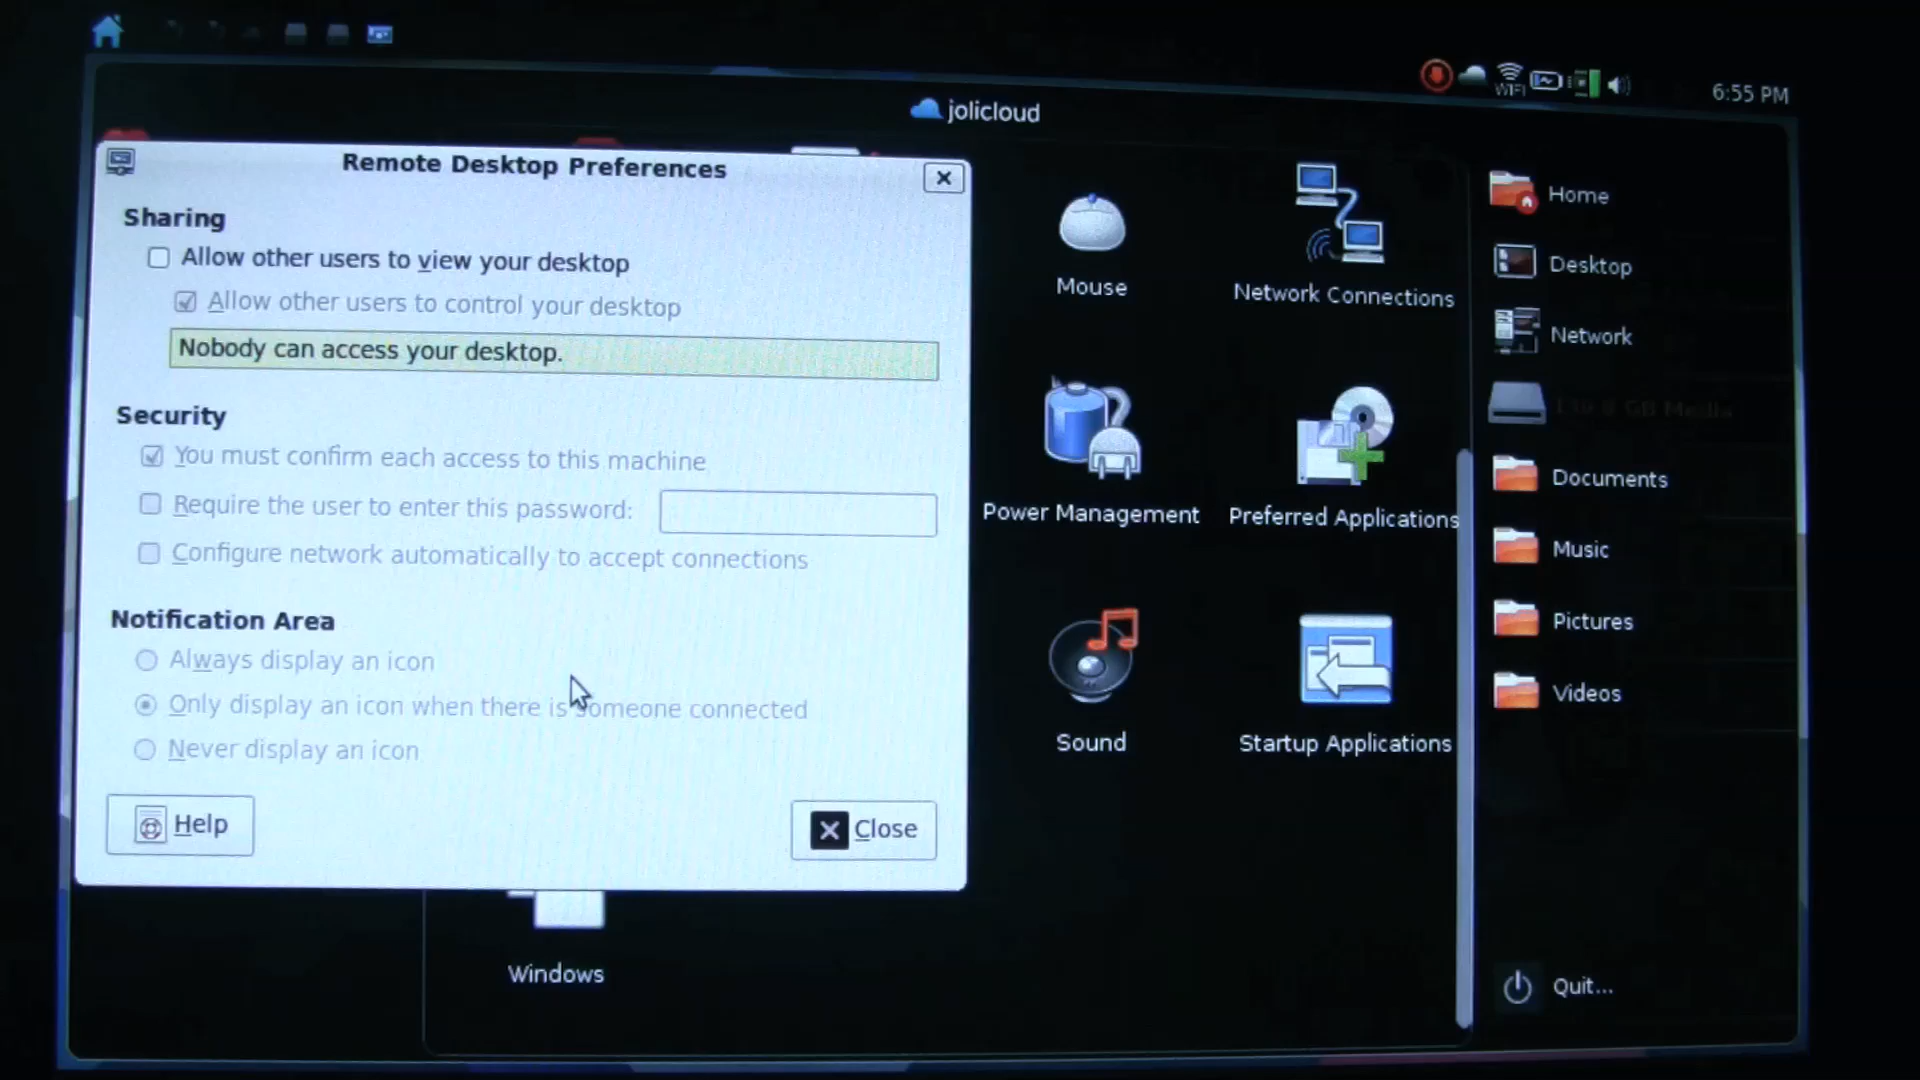 WIFI
6:55 PM
jolicloud
Remote Desktop Preferences
Sharing
Allow other users to view your desktop
Allow other users to control your desktop
Nobody can access your desktop.
Security
You must confirm each access to this machine
Require the user to enter this password:
Configure network automatically to accept connections
Notification Area
Always display an icon
Only display an icon when there is someone connected
Never display an icon
Help
Close
Windows
Mouse
Network Connections
Power Management
Preferred Applications
Sound
Startup Applications
Home
Desktop
Network
GB Media
Documents
Music
Pictures
Videos
Quit...